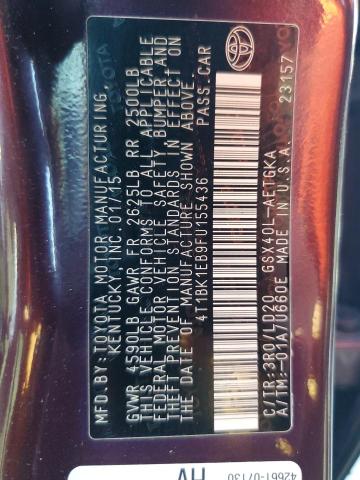 MFD.BY:TOYOTA MOTOR MANUFACTURING,
KENTUCKY, INC. 01/15
GVWR 4590LB GAWR FR 2625LB RR 2500LB
THIS VEHICLE CONFORMS TO ALL APPLICABLE
FEDERAL MOTOR VEHICLE SAFETY, BUMPER, AND
THEFT PREVENTION STANDARDS IN EFFECT ON
THE DATE OF MANUFACTURE SHOWN ABOVE.
4T1BK1EB9FU155436 PASS.CAR
C/TR:3R0/LD20 GSX40L-AETGKA
A/TM:-01A/U660E MADE IN U.S.A. 23157
TOYOTA
42661-07130
HV